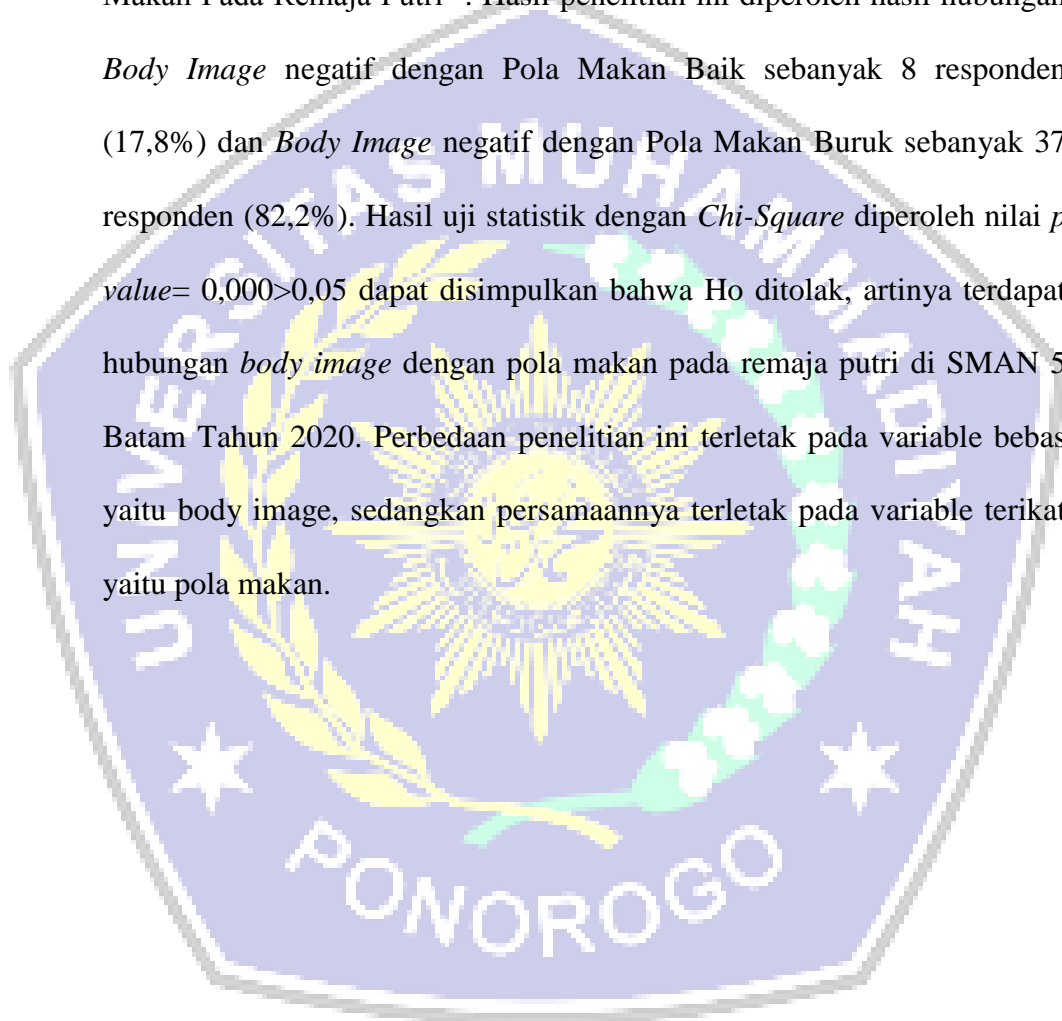 Makan Pada Remaja Putri”. Hasil penelitian ini diperoleh hasil hubungan
Body Image negatif dengan Pola Makan Baik sebanyak 8 responden
(17,8%) dan Body Image negatif dengan Pola Makan Buruk sebanyak 37
responden (82,2%). Hasil uji statistik dengan Chi-Square diperoleh nilai p
value= 0,000>0,05 dapat disimpulkan bahwa Ho ditolak, artinya terdapat
hubungan body image dengan pola makan pada remaja putri di SMAN 5
Batam Tahun 2020. Perbedaan penelitian ini terletak pada variable bebas
yaitu body image, sedangkan persamaannya terletak pada variable terikat
yaitu pola makan.
UNIVERSITAS MUHAMMADIYAH
PONOROGO